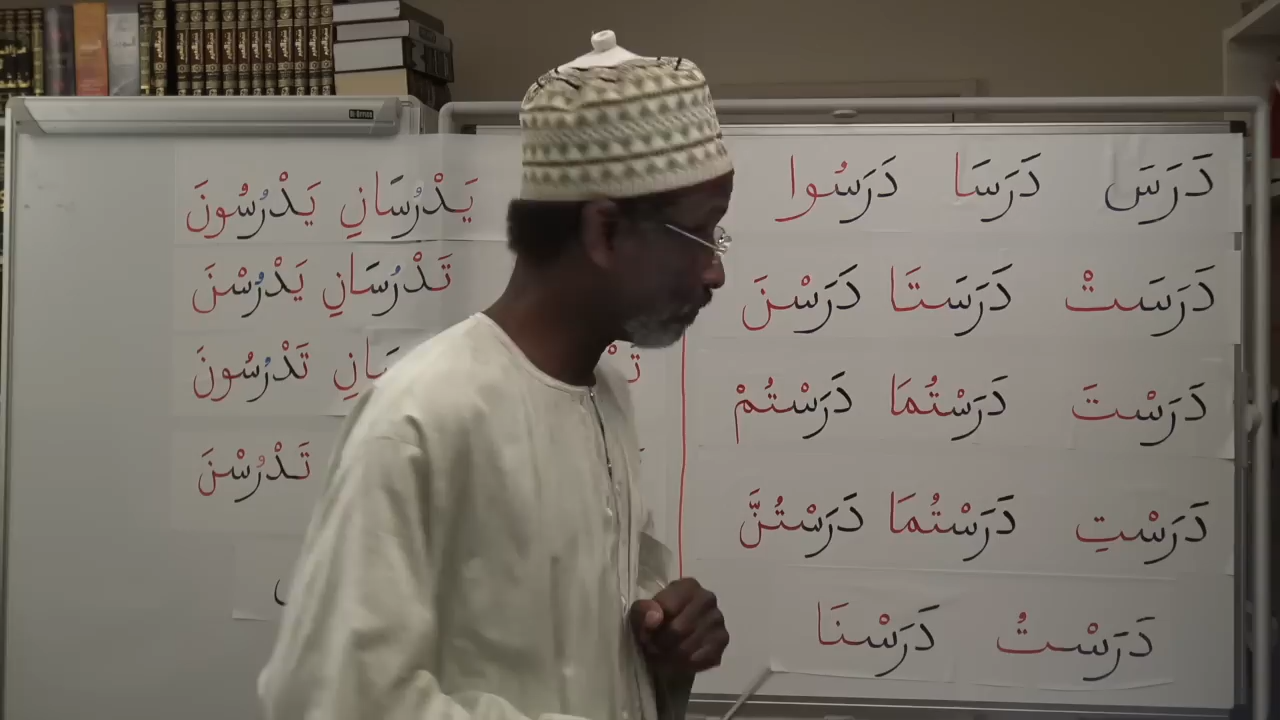 دَرَسَ دَرَسَا دَرَسُوا
دَرَسَتْ دَرَسَتَا دَرَسْنَ
دَرَسْتَ دَرَسْتُمَا دَرَسْتُمْ
دَرَسْتِ دَرَسْتُمَا دَرَسْتُنَّ
دَرَسْتُ دَرَسْنَا
يَدْرُسَانِ يَدْرُسُونَ
تَدْرُسَانِ يَدْرُسْنَ
تَدْرُسُونَ
تَدْرُسْنَ